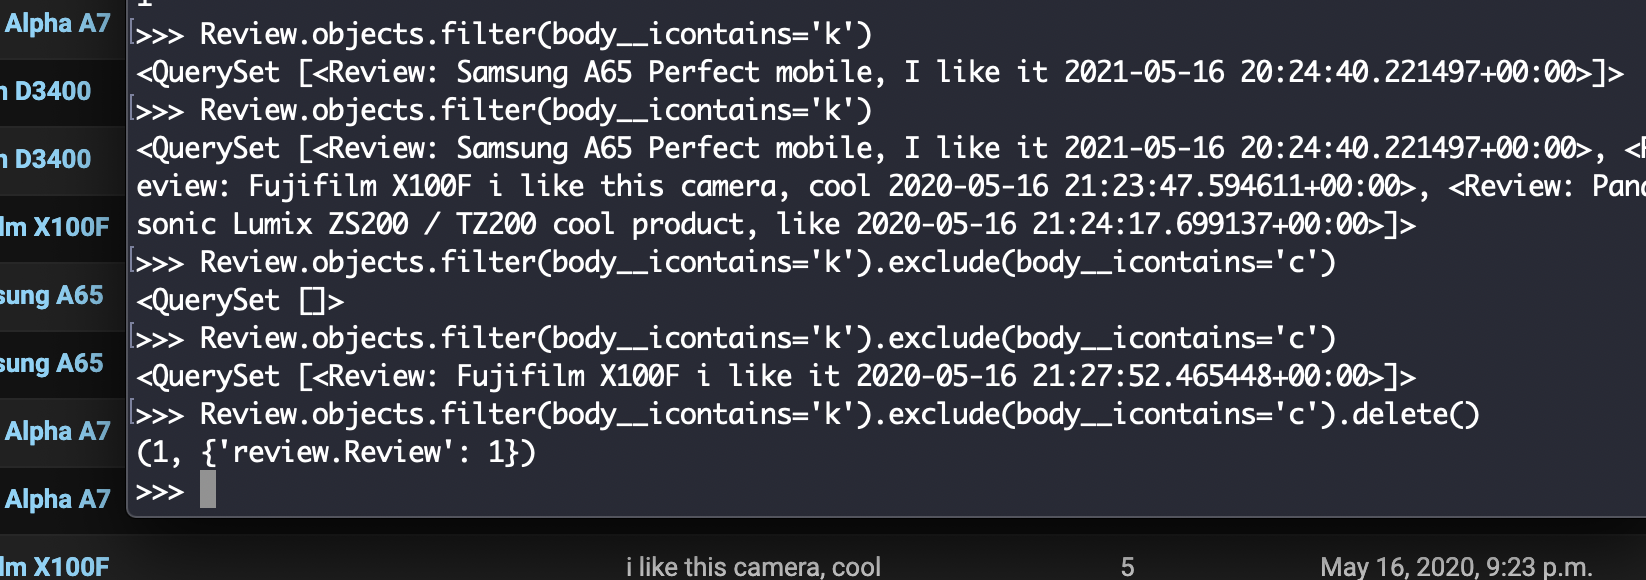 Alpha A7
D3400
D3400
X100F
A65
A65
Alpha A7
Alpha A7
X100F
>>> Review.objects.filter(body__icontains='k')
<QuerySet [<Review: Samsung A65 Perfect mobile, I like it 2021-05-16 20:24:40.221497+00:00>]>
>>> Review.objects.filter(body__icontains='k')
<QuerySet [<Review: Samsung A65 Perfect mobile, I like it 2021-05-16 20:24:40.221497+00:00>, <R
eview: Fujifilm X100F i like this camera, cool 2020-05-16 21:23:47.594611+00:00>, <Review: Pana
sonic Lumix ZS200 / TZ200 cool product, like 2020-05-16 21:24:17.699137+00:00>]>
>>> Review.objects.filter(body__icontains='k').exclude(body__icontains='c')
<QuerySet []>
>>> Review.objects.filter(body__icontains='k').exclude(body__icontains='c')
<QuerySet [<Review: Fujifilm X100F i like it 2020-05-16 21:27:52.465448+00:00>]>
>>> Review.objects.filter(body__icontains='k').exclude(body__icontains='c').delete()
(1, {'review.Review': 1})
>>>
i like this camera, cool 5 May 16, 2020, 9:23 p.m.